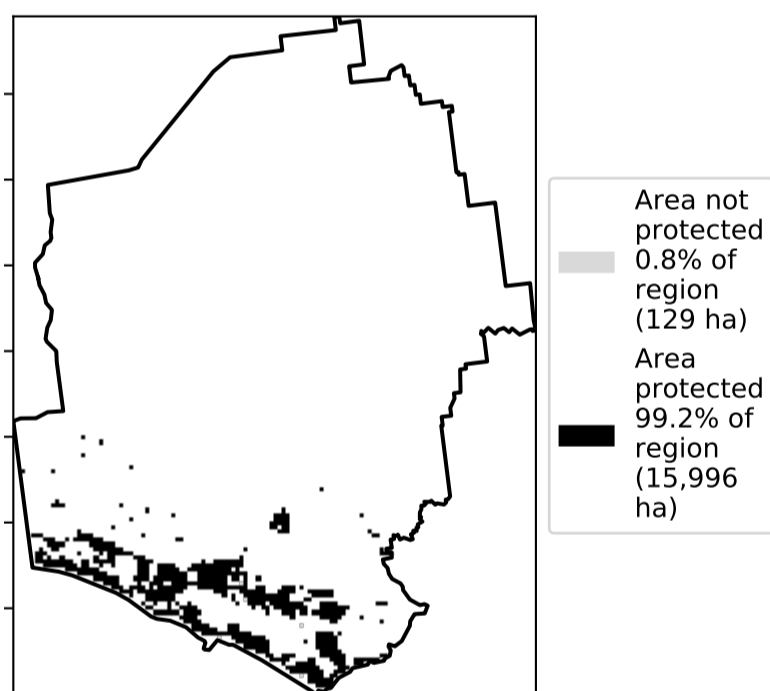 Area not
protected
0.8% of
region
(129 ha)
Area
protected
99.2% of
region
(15,996
ha)